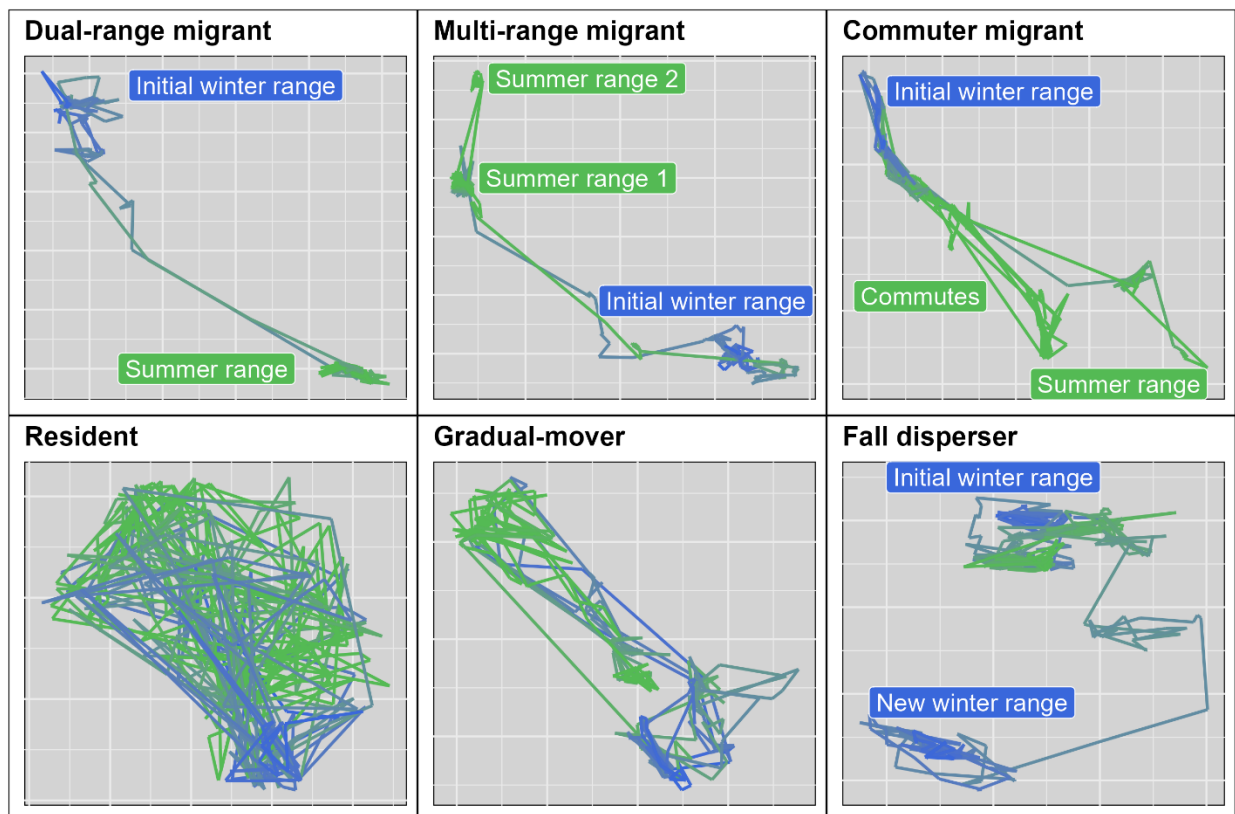 Dual-range migrant
Initial winter range
Summer range
Multi-range migrant
Summer range 2
Summer range 1
Initial winter range
Commuter migrant
Initial winter range
Commutes
Summer range
Resident
Gradual-mover
Fall disperser
Initial winter range
New winter range